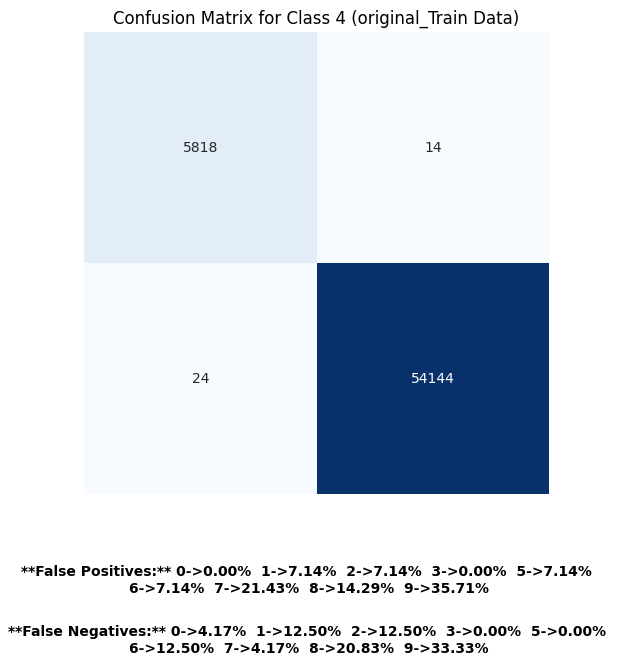 Confusion Matrix for Class 4 (original_Train Data)
5818 14
24 54144
**False Positives:** 0->0.00% 1->7.14% 2->7.14% 3->0.00% 5->7.14%
6->7.14% 7->21.43% 8->14.29% 9->35.71%
**False Negatives:** 0->4.17% 1->12.50% 2->12.50% 3->0.00% 5->0.00%
6->12.50% 7->4.17% 8->20.83% 9->33.33%